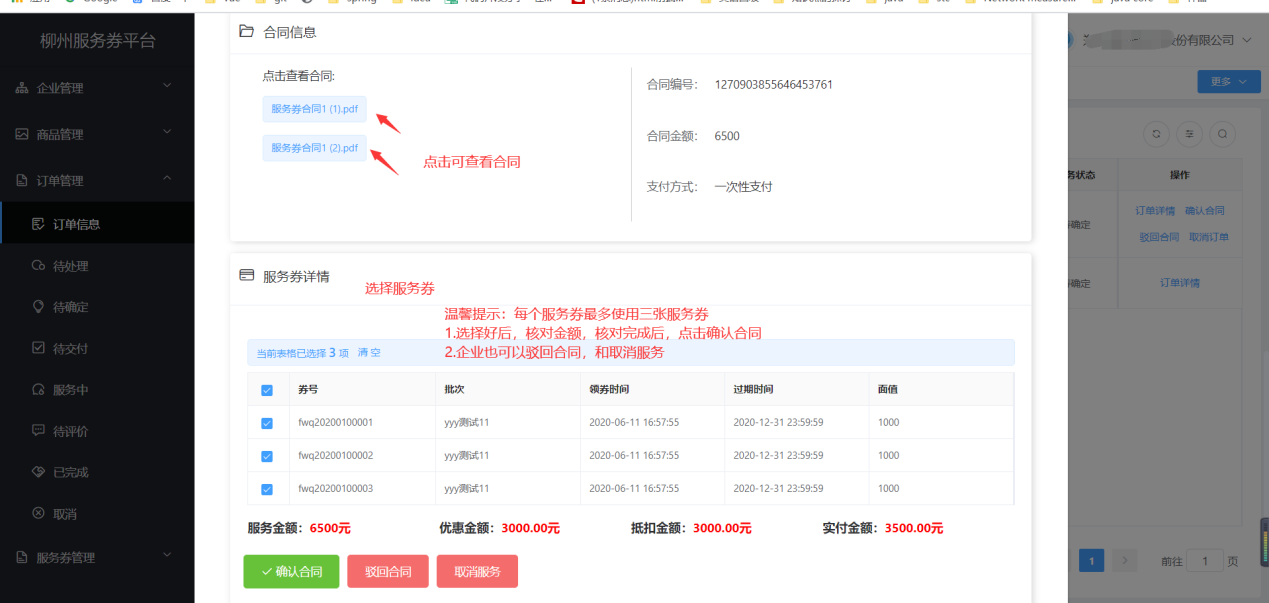 Google
spring
java
Network measure...
java core
柳州服务券平台
企业管理
商品管理
订单管理
订单信息
待处理
待确定
待交付
服务中
待评价
已完成
取消
服务券管理
合同信息
点击查看合同:
服务券合同1 (1).pdf
服务券合同1 (2).pdf
点击可查看合同
合同编号: 1270903855646453761
合同金额: 6500
支付方式: 一次性支付
服务券详情
选择服务券
温馨提示：每个服务券最多使用三张服务券
1.选择好后，核对金额，核对完成后，点击确认合同
2.企业也可以驳回合同，和取消服务
当前表格已选择 3 项 清空
券号 批次 领券时间 过期时间 面值
fwq20200100001 yyy测试11 2020-06-11 16:57:55 2020-12-31 23:59:59 1000
fwq20200100002 yyy测试11 2020-06-11 16:57:55 2020-12-31 23:59:59 1000
fwq20200100003 yyy测试11 2020-06-11 16:57:55 2020-12-31 23:59:59 1000
服务金额：6500元 优惠金额：3000.00元 抵扣金额：3000.00元 实付金额：3500.00元
确认合同 驳回合同 取消服务
份有限公司
更多
务状态 操作
确定
订单详情 确认合同
驳回合同 取消订单
确定 订单详情
1 前往 1 页